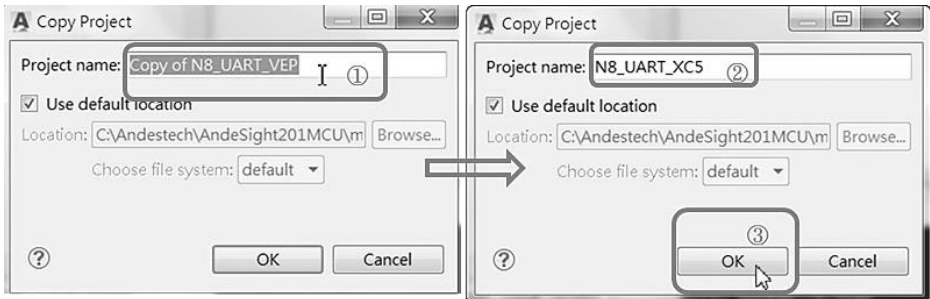 Copy Project
Project name: Copy of N8_UART_VEP ①
Use default location
Location: C:\Andestech\AndeSight201MCU\m Browse...
Choose file system: default
OK Cancel
Copy Project
Project name: N8_UART_XC5 ②
Use default location
Location: C:\Andestech\AndeSight201MCU\m Browse...
Choose file system: default
③
OK Cancel